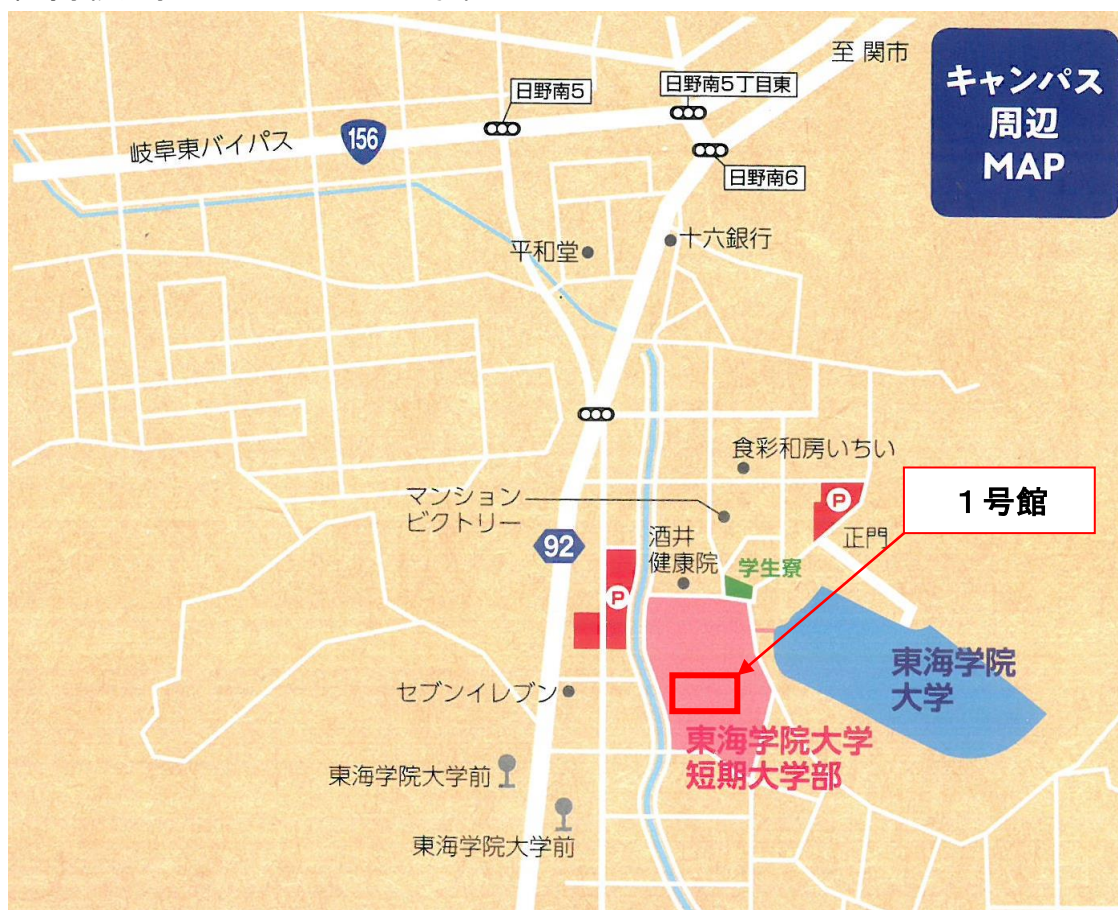 至 関市
キャンパス
周辺
MAP
日野南5
日野南5丁目東
岐阜東バイパス
156
日野南6
平和堂
十六銀行
食彩和房いちい
１号館
マンション
ビクトリー
P
正門
92
酒井
健康院
学生寮
P
東海学院
大学
セブンイレブン
東海学院大学
短期大学部
東海学院大学前
東海学院大学前